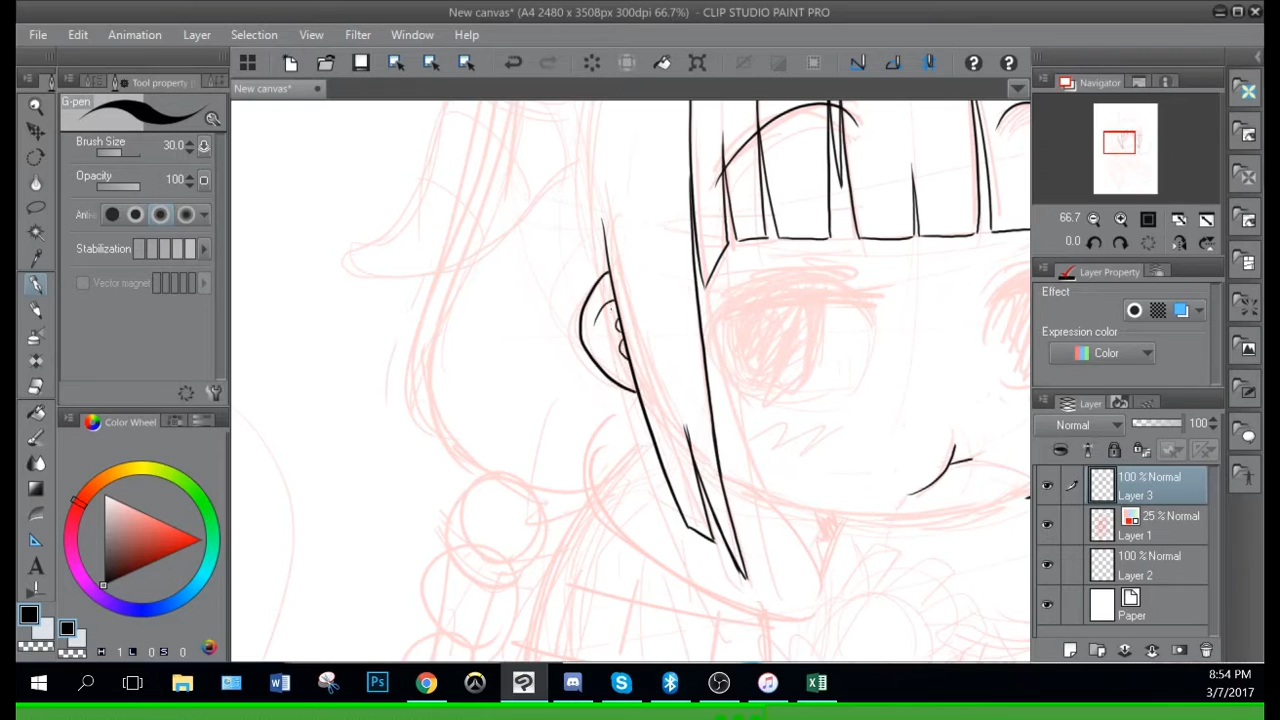 New canvas* (A4 2480 x 3508px 300dpi 66.7%) - CLIP STUDIO PAINT PRO
File Edit Animation Layer Selection View Filter Window Help
Tool property
New canvas*
Navigator
G-pen
Brush Size 30.0
Opacity 100
Stabilization
Vector magnet
66.7
0.0
Layer Property
Effect
Expression color
Color
Color Wheel
Layer
Normal 100
100 % Normal
Layer 3
25 % Normal
Layer 1
100 % Normal
Layer 2
Paper
H 1 L 0 S 0
8:54 PM
3/7/2017